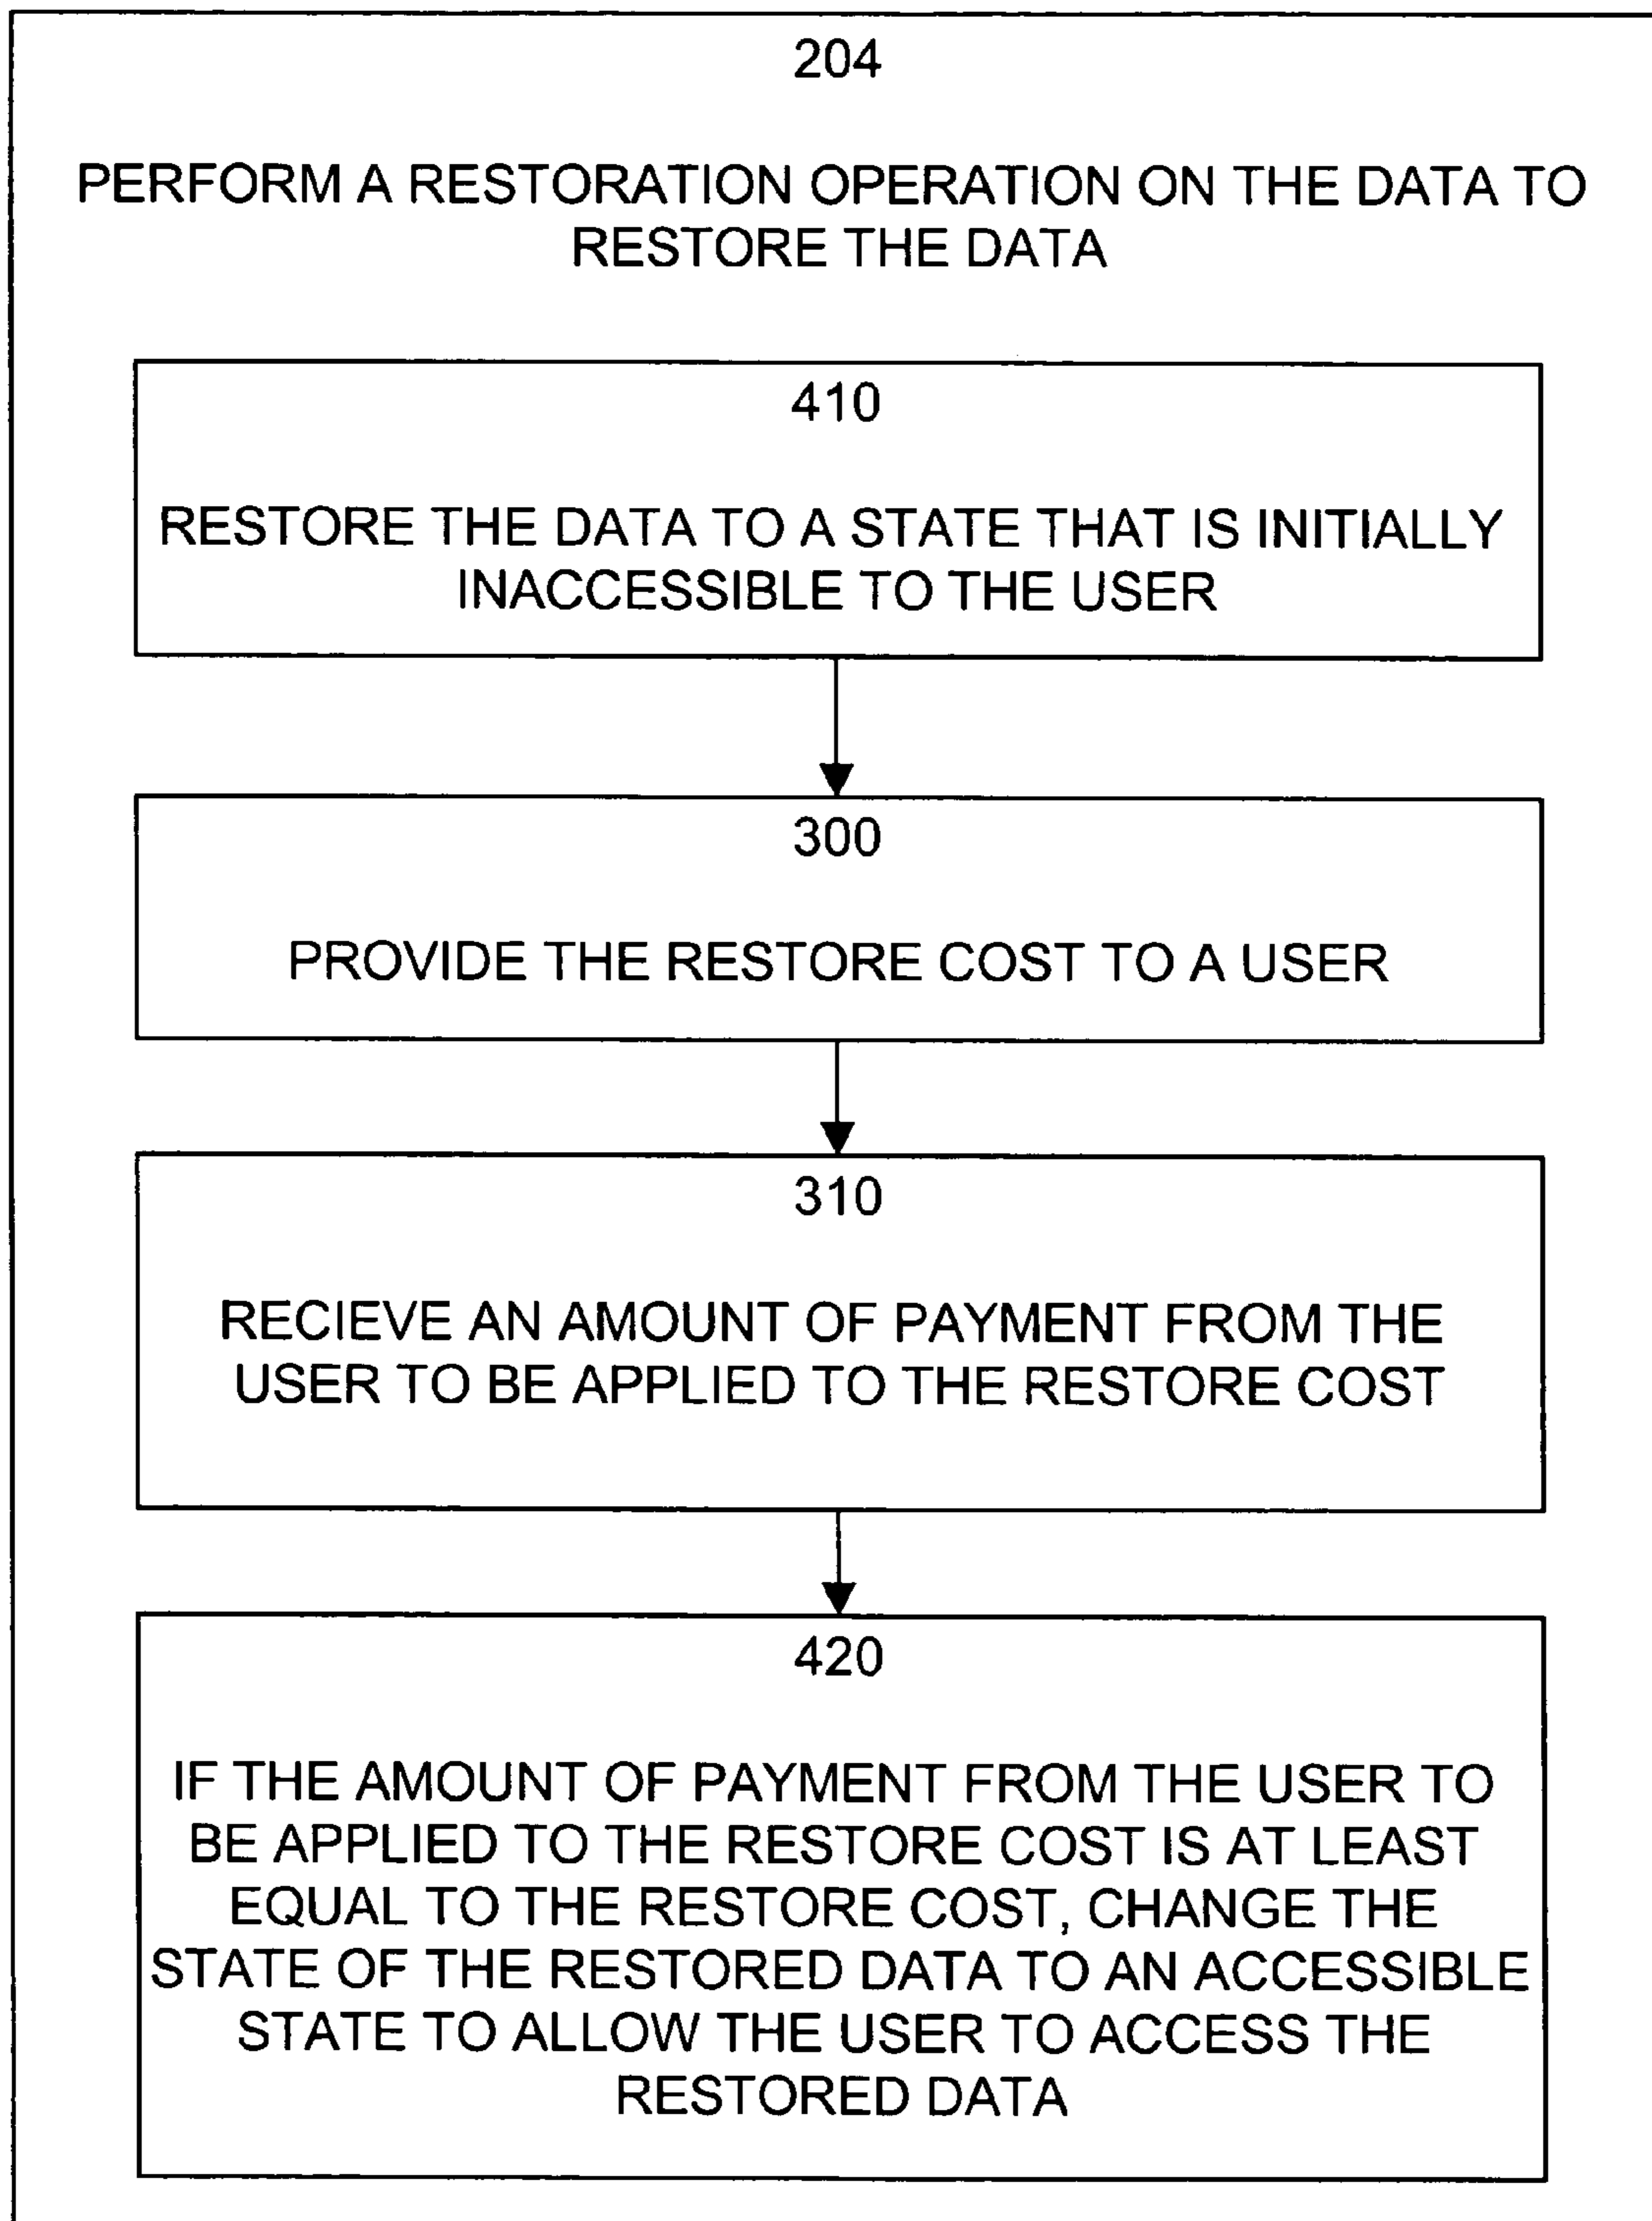 204
PERFORM A RESTORATION OPERATION ON THE DATA TO
RESTORE THE DATA
410
RESTORE THE DATA TO A STATE THAT IS INITIALLY
INACCESSIBLE TO THE USER
300
PROVIDE THE RESTORE COST TO A USER
310
RECIEVE AN AMOUNT OF PAYMENT FROM THE
USER TO BE APPLIED TO THE RESTORE COST
420
IF THE AMOUNT OF PAYMENT FROM THE USER TO
BE APPLIED TO THE RESTORE COST IS AT LEAST
EQUAL TO THE RESTORE COST, CHANGE THE
STATE OF THE RESTORED DATA TO AN ACCESSIBLE
STATE TO ALLOW THE USER TO ACCESS THE
RESTORED DATA